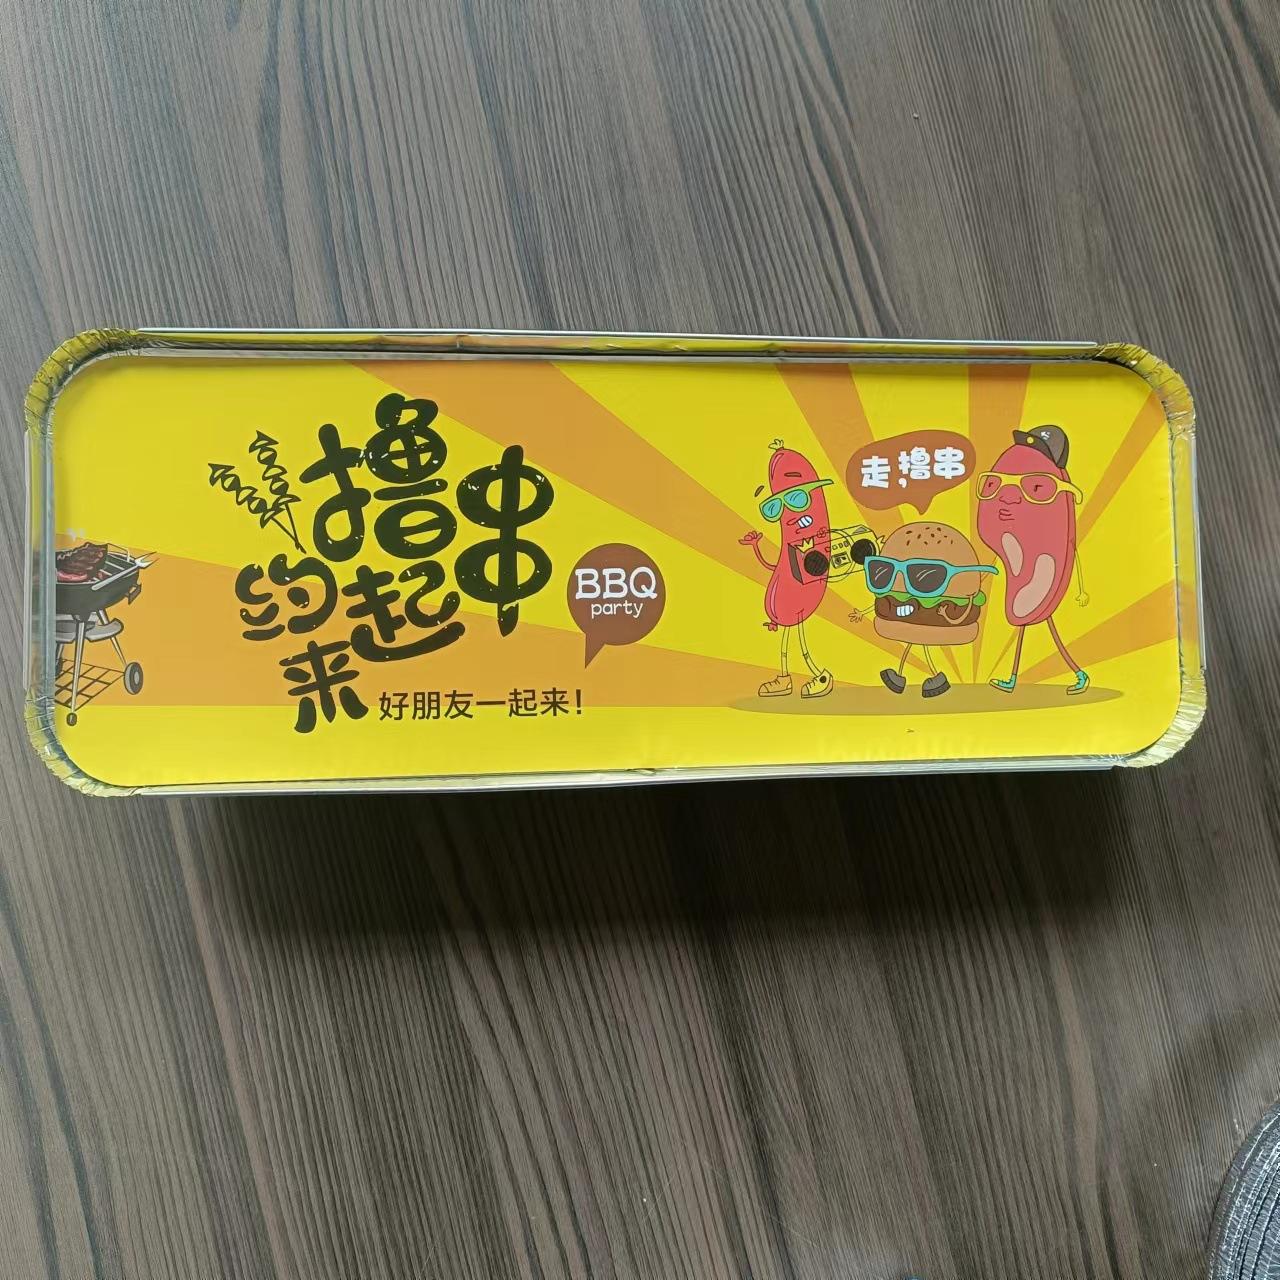 撸串
约起
来
好朋友一起来!
BBQ
party
走,撸串